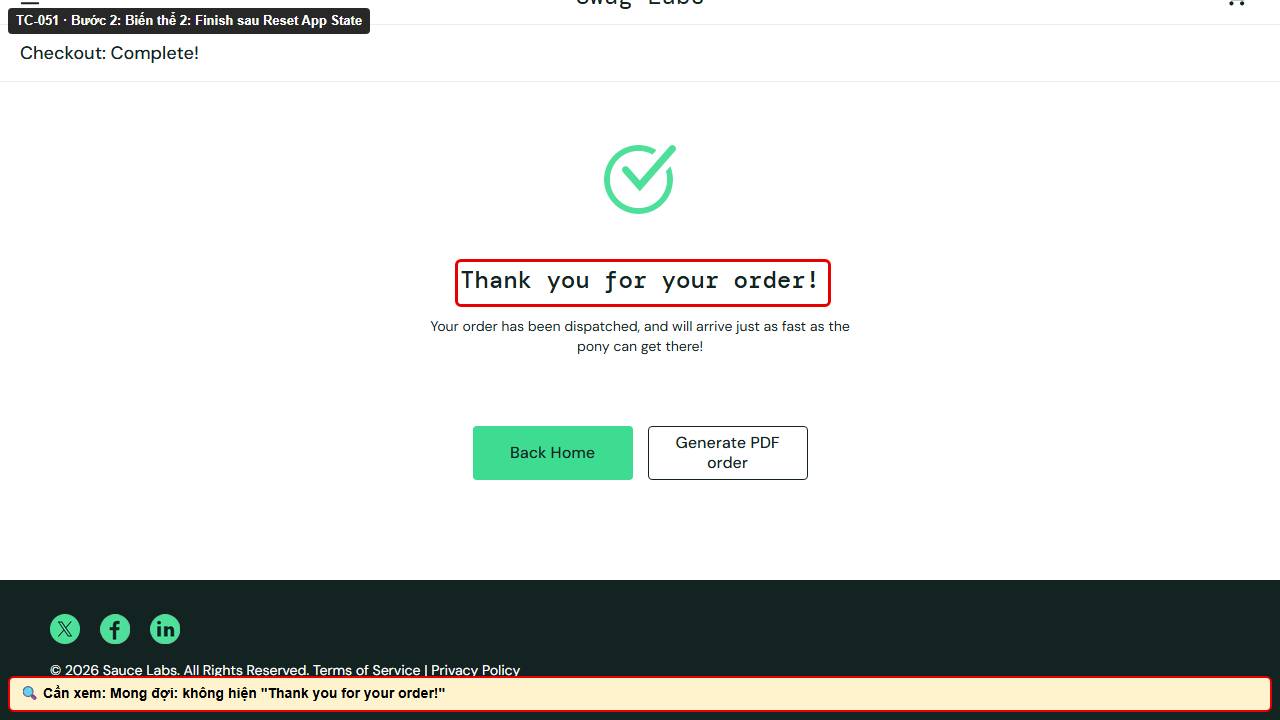 TC-051 · Bước 2: Biến thể 2: Finish sau Reset App State
Checkout: Complete!
Thank you for your order!
Your order has been dispatched, and will arrive just as fast as the
pony can get there!
Back Home
Generate PDF
order
© 2026 Sauce Labs. All Rights Reserved. Terms of Service | Privacy Policy
🔍 Cần xem: Mong đợi: không hiện "Thank you for your order!"